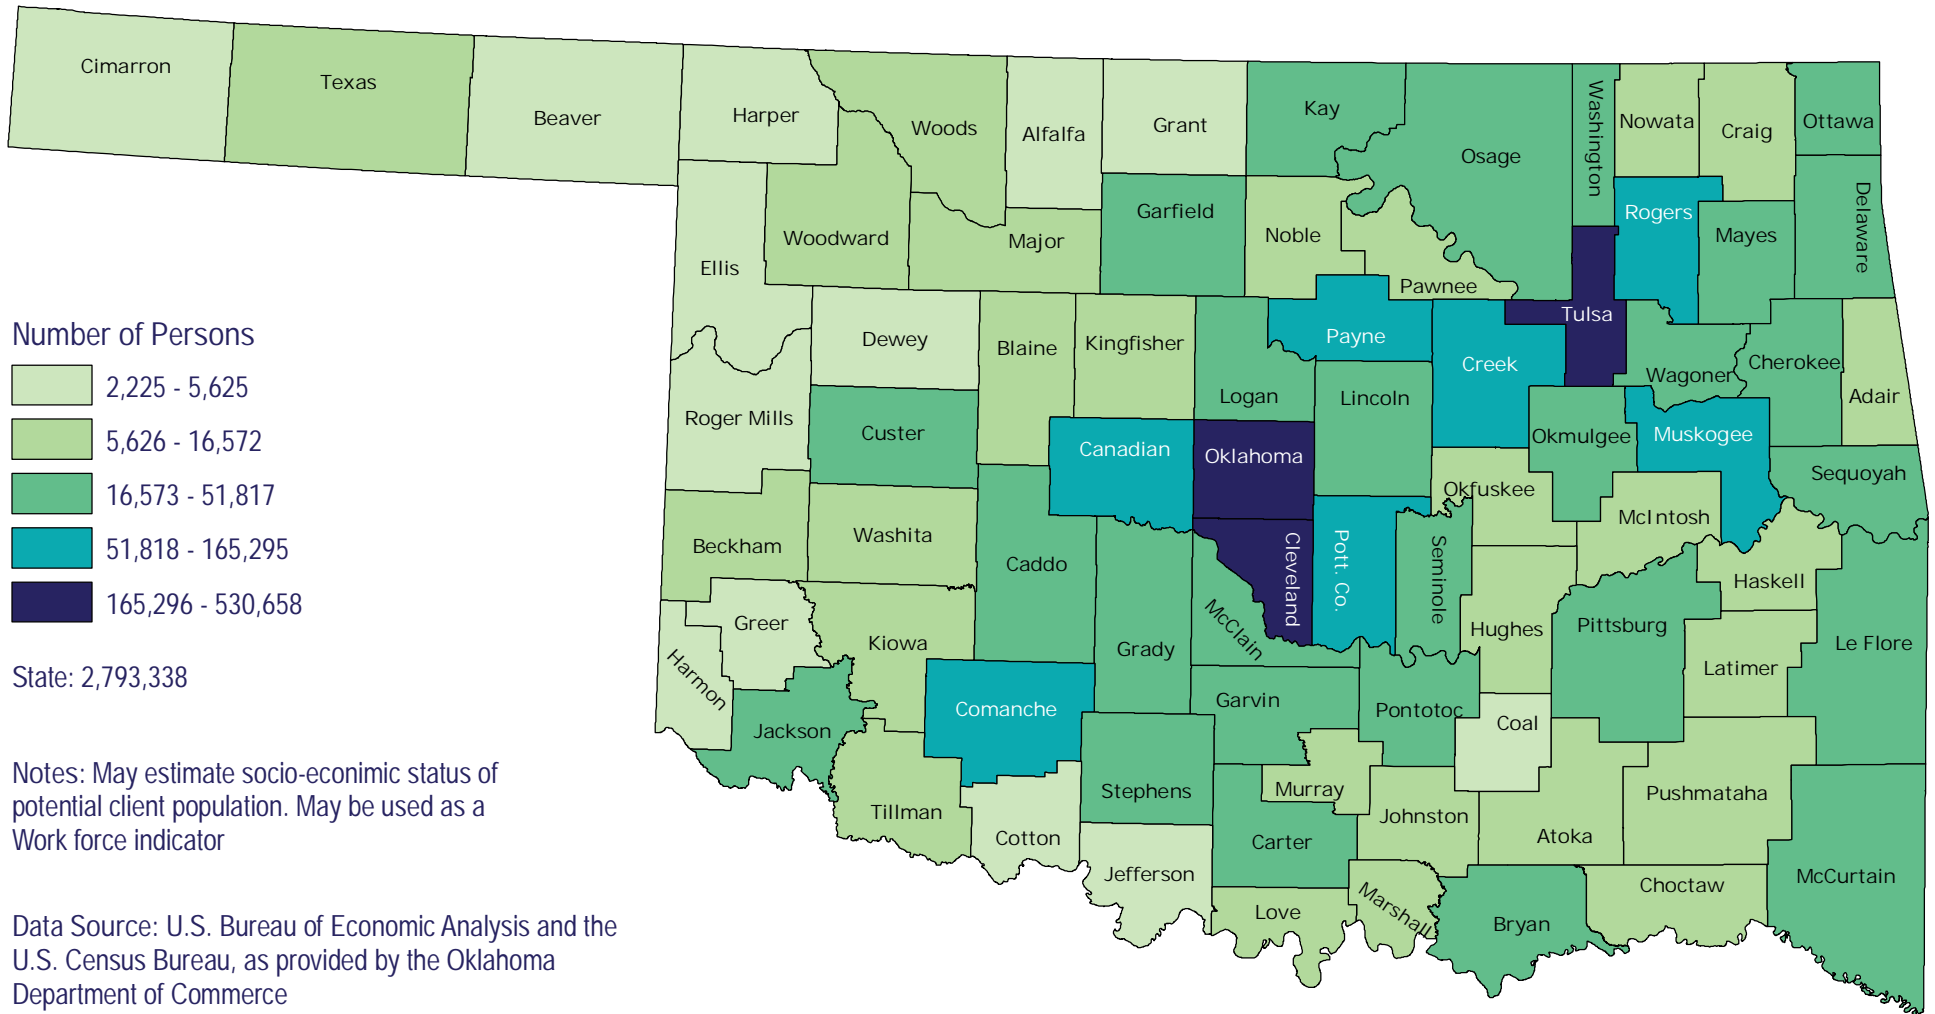 Cimarron
Texas
Beaver
Harper
Woods
Alfalfa
Grant
Kay
Osage
Washington
Nowata
Craig
Ottawa
Delaware
Rogers
Mayes
Garfield
Noble
Pawnee
Woodward
Major
Ellis
Tulsa
Payne
Creek
Dewey
Blaine
Kingfisher
Logan
Lincoln
Wagoner
Cherokee
Adair
Roger Mills
Custer
Canadian
Oklahoma
Okmulgee
Muskogee
Sequoyah
Okfuskee
McIntosh
Beckham
Washita
Caddo
Cleveland
Pott. Co.
Seminole
Haskell
Greer
Kiowa
Grady
McClain
Hughes
Pittsburg
Le Flore
Latimer
Harmon
Jackson
Comanche
Garvin
Pontotoc
Coal
Stephens
Murray
Johnston
Atoka
Pushmataha
Tillman
Cotton
Carter
Jefferson
Love
Marshall
Bryan
Choctaw
McCurtain
Number of Persons
2,225 - 5,625
5,626 - 16,572
16,573 - 51,817
51,818 - 165,295
165,296 - 530,658
State: 2,793,338
Notes: May estimate socio-econimic status of
potential client population. May be used as a
Work force indicator
Data Source: U.S. Bureau of Economic Analysis and the
U.S. Census Bureau, as provided by the Oklahoma
Department of Commerce